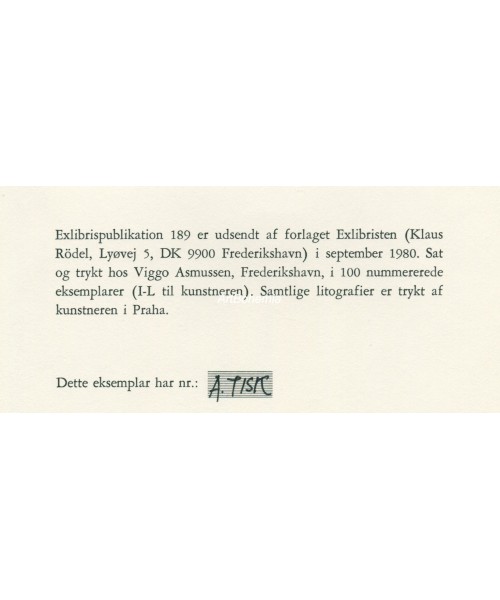 Exlibrispublikation 189 er udsendt af forlaget Exlibristen (Klaus
Rödel, Lyøvej 5, DK 9900 Frederikshavn) i september 1980. Sat
og trykt hos Viggo Asmussen, Frederikshavn, i 100 nummererede
eksemplarer (I-L til kunstneren). Samtlige litografier er trykt af
kunstneren i Praha.
Dette eksemplar har nr.: A. TISK